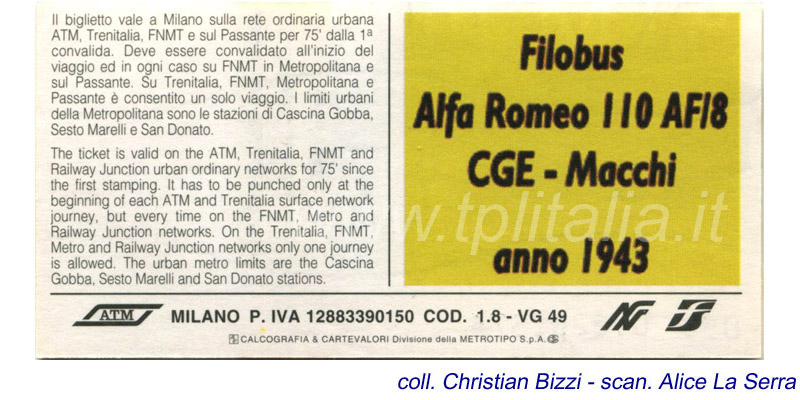 Il biglietto vale a Milano sulla rete ordinaria urbana
ATM, Trenitalia, FNMT e sul Passante per 75' dalla 1ª
convalida. Deve essere convalidato all'inizio del
viaggio ed in ogni caso su FNMT in Metropolitana e
sul Passante. Su Trenitalia, FNMT, Metropolitana e
Passante è consentito un solo viaggio. I limiti urbani
della Metropolitana sono le stazioni di Cascina Gobba,
Sesto Marelli e San Donato.
The ticket is valid on the ATM, Trenitalia, FNMT and
Railway Junction urban ordinary networks for 75' since
the first stamping. It has to be punched only at the
beginning of each ATM and Trenitalia surface network
journey, but every time on the FNMT, Metro and
Railway Junction networks. On the Trenitalia, FNMT,
Metro and Railway Junction networks only one journey
is allowed. The urban metro limits are the Cascina
Gobba, Sesto Marelli and San Donato stations.
Filobus
Alfa Romeo 110 AF/8
CGE - Macchi
anno 1943
www.tplitalia.it
ATM MILANO P. IVA 12883390150 COD. 1.8 - VG 49
CALCOGRAFIA & CARTEVALORI Divisione della METROTIPO S.p.A.
coll. Christian Bizzi - scan. Alice La Serra